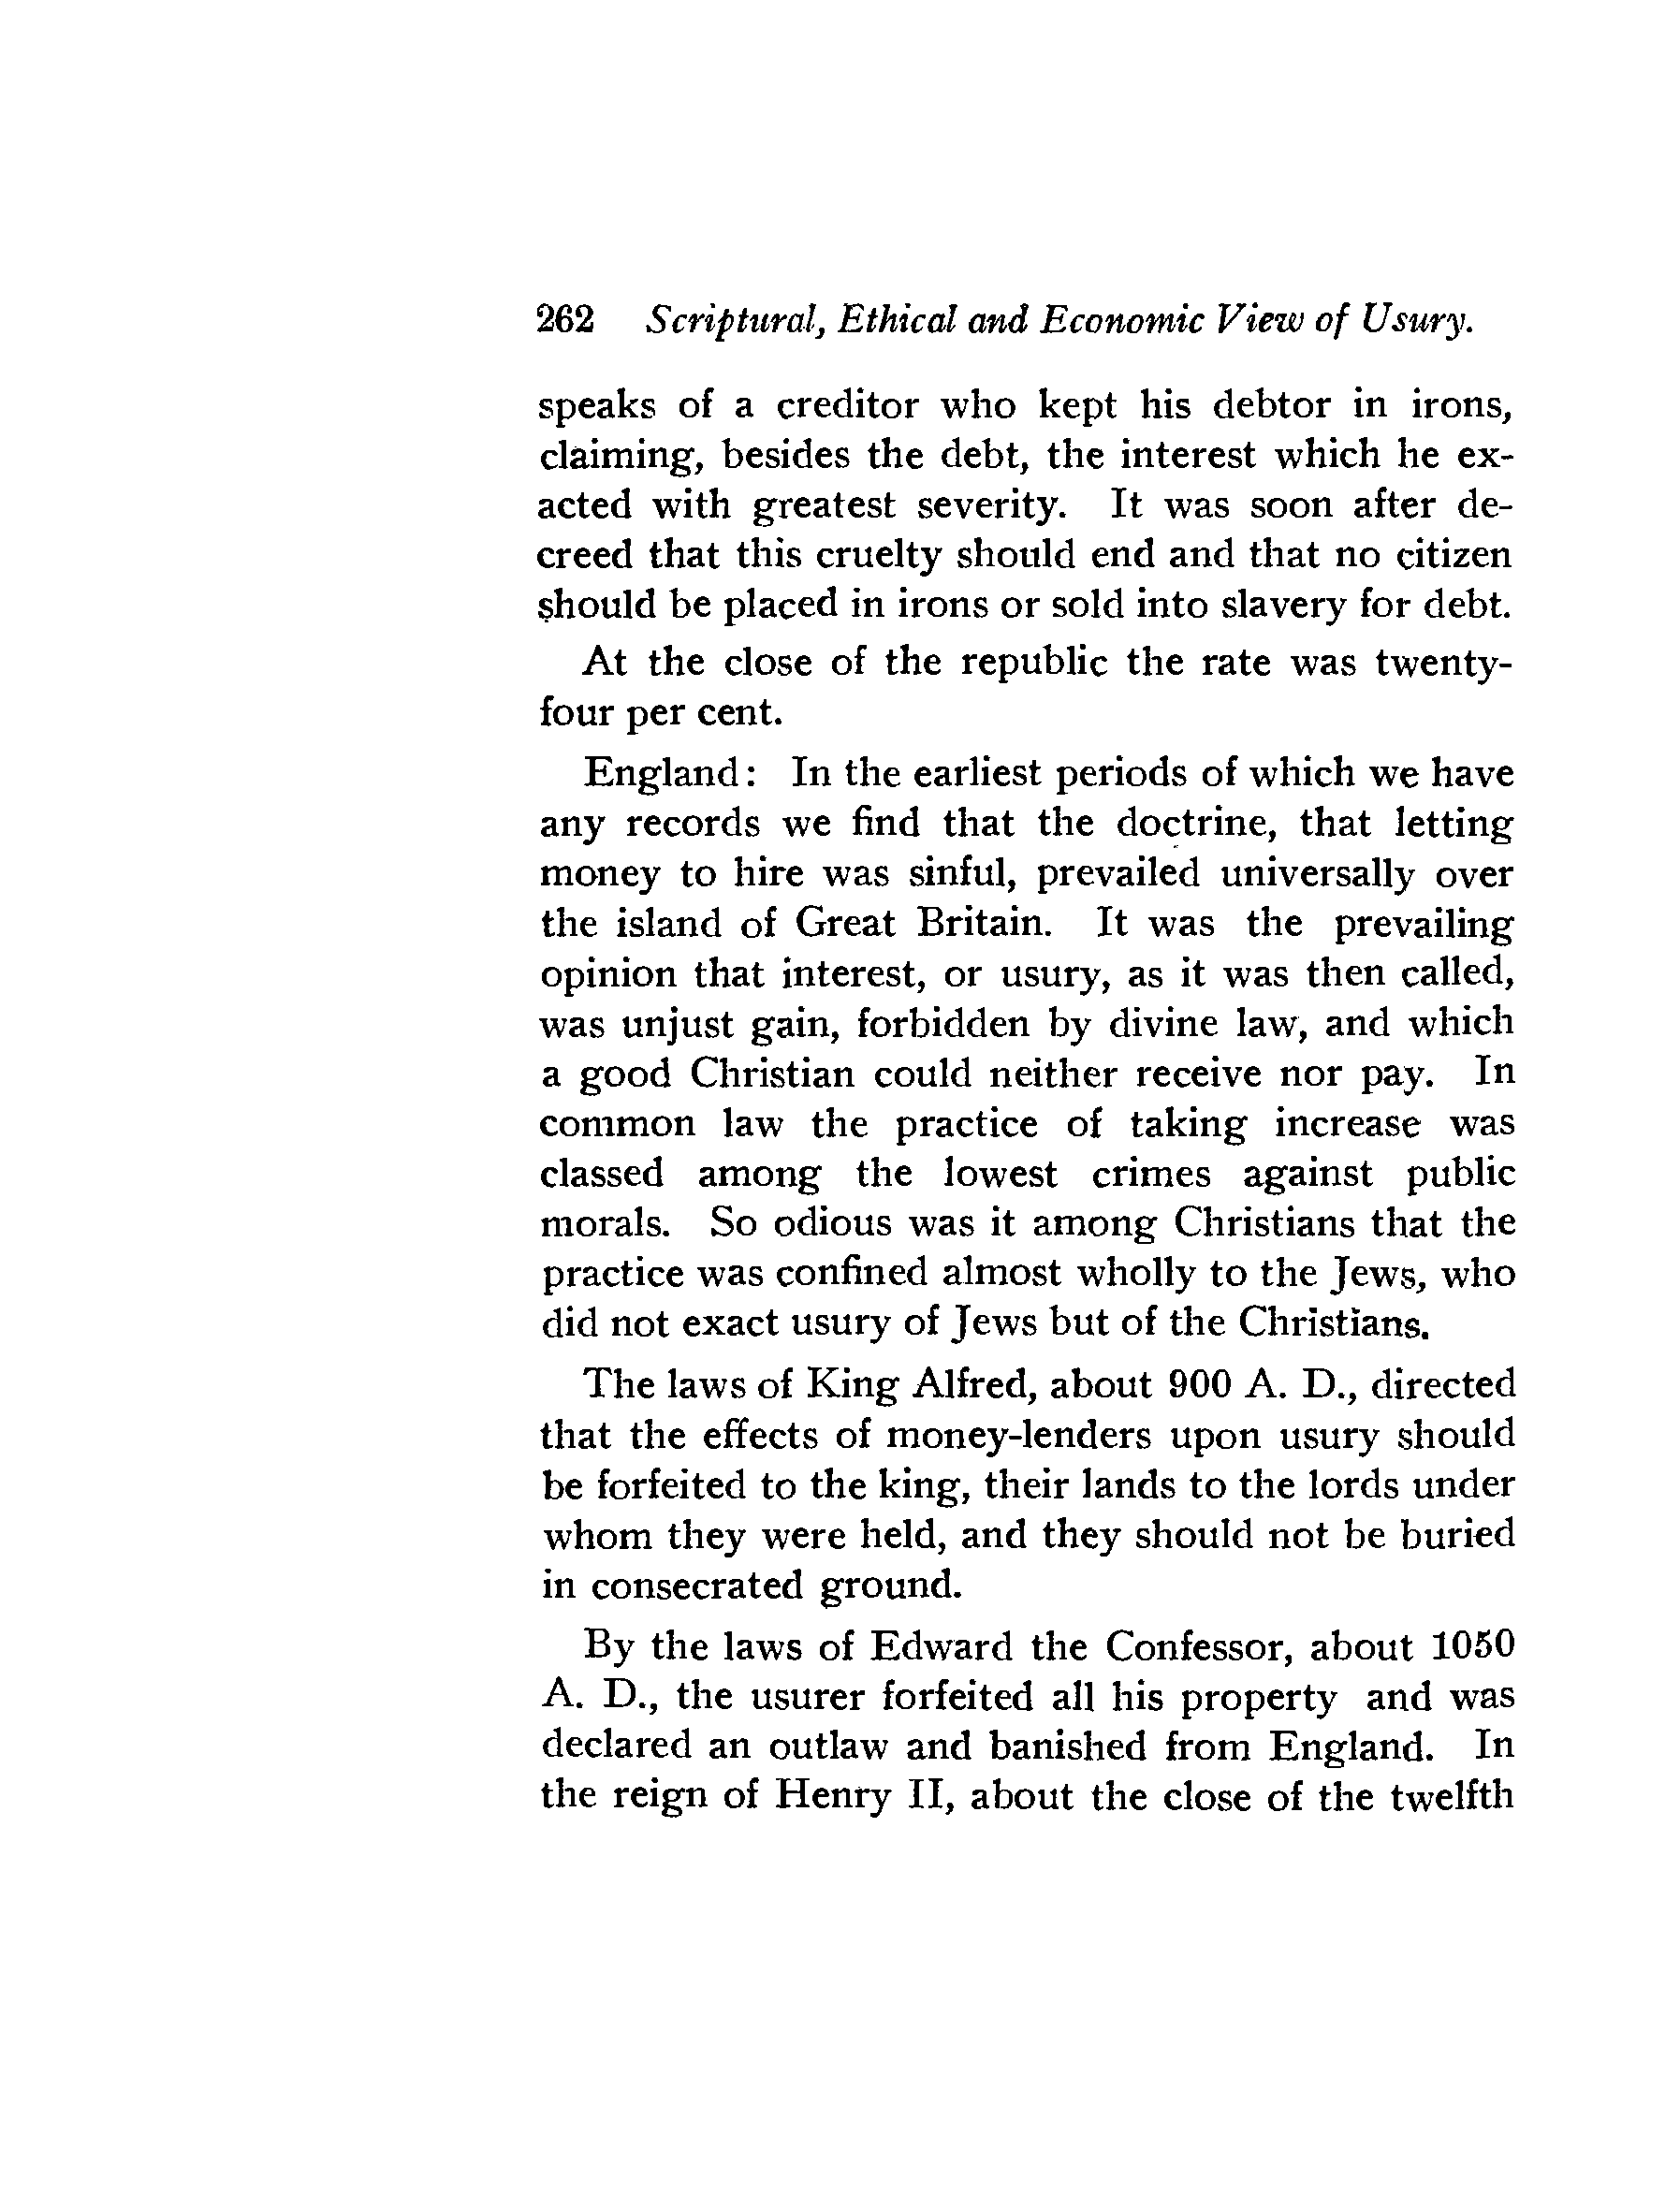 262 Scriptural, Ethical and Economic View of Usury.
speaks of a creditor who kept his debtor in irons,
claiming, besides the debt, the interest which he ex-
acted with greatest severity. It was soon after de-
creed that this cruelty should end and that no citizen
should be placed in irons or sold into slavery for debt.
At the close of the republic the rate was twenty-
four per cent.
England: In the earliest periods of which we have
any records we find that the doctrine, that letting
money to hire was sinful, prevailed universally over
the island of Great Britain. It was the prevailing
opinion that interest, or usury, as it was then called,
was unjust gain, forbidden by divine law, and which
a good Christian could neither receive nor pay. In
common law the practice of taking increase was
classed among the lowest crimes against public
morals. So odious was it among Christians that the
practice was confined almost wholly to the Jews, who
did not exact usury of Jews but of the Christians.
The laws of King Alfred, about 900 A. D., directed
that the effects of money-lenders upon usury should
be forfeited to the king, their lands to the lords under
whom they were held, and they should not be buried
in consecrated ground.
By the laws of Edward the Confessor, about 1050
A. D., the usurer forfeited all his property and was
declared an outlaw and banished from England. In
the reign of Henry II, about the close of the twelfth